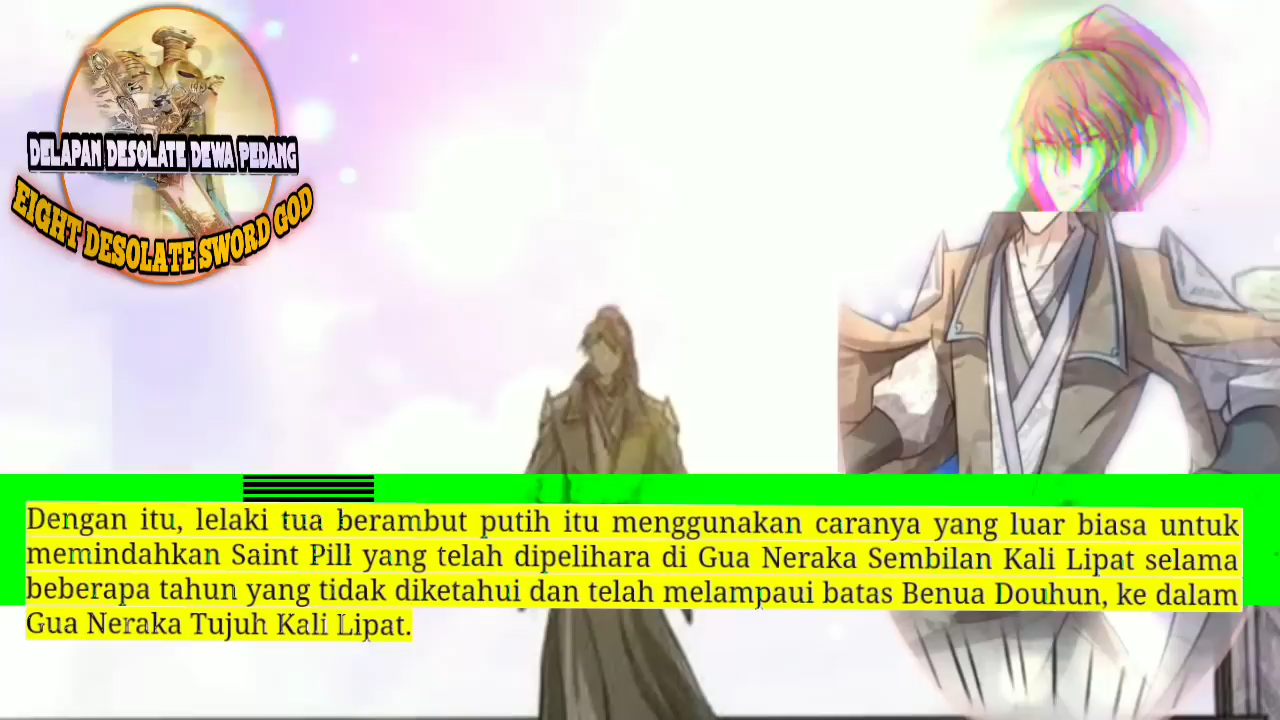 DELAPAN DESOLATE DEWA PEDANG
EIGHT DESOLATE SWORD GOD
Dengan itu, lelaki tua berambut putih itu menggunakan caranya yang luar biasa untuk
memindahkan Saint Pill yang telah dipelihara di Gua Neraka Sembilan Kali Lipat selama
beberapa tahun yang tidak diketahui dan telah melampaui batas Benua Douhun, ke dalam
Gua Neraka Tujuh Kali Lipat.